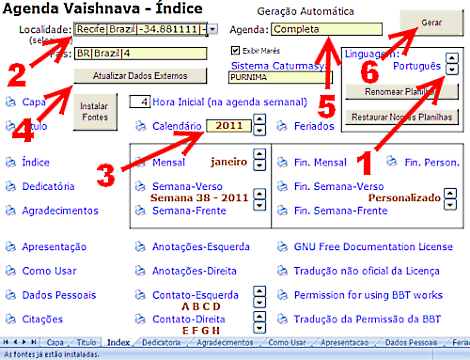 Agenda Vaishnava - Índice
Geração Automática
Gerar
Localidade:
Recife|Brazil|-34.881111|-
Agenda:
Completa
Exibir Marés
Linguagem:
Português
País:
BR|Brazil|4
Sistema Caturmasya
PURNIMA
Atualizar Dados Externos
Renomear Planilhas
Restaurar Nomes Planilhas
Instalar Fontes
4 Hora Inicial (na agenda semanal)
Capa
Título
Calendário
2011
Feriados
Índice
Mensal
janeiro
Fin. Mensal
Fin. Person.
Dedicatória
Semana-Verso
Fin. Semana-Verso
Semana 38 - 2011
Personalizado
Agradecimentos
Semana-Frente
Fin. Semana-Frente
Apresentação
Anotações-Esquerda
GNU Free Documentation License
Como Usar
Anotações-Direita
Tradução não oficial da Licença
Dados Pessoais
Contato-Esquerda
Permission for using BBT works
A B C D
Citações
Contato-Direita
Tradução da Permissão da BBT
E F G H
Capa Titulo Index Dedicatoria Agradecimentos Como Usar Apresentação Dados Pessoais Feria
As fontes já estão instaladas.
1
2
3
4
5
6